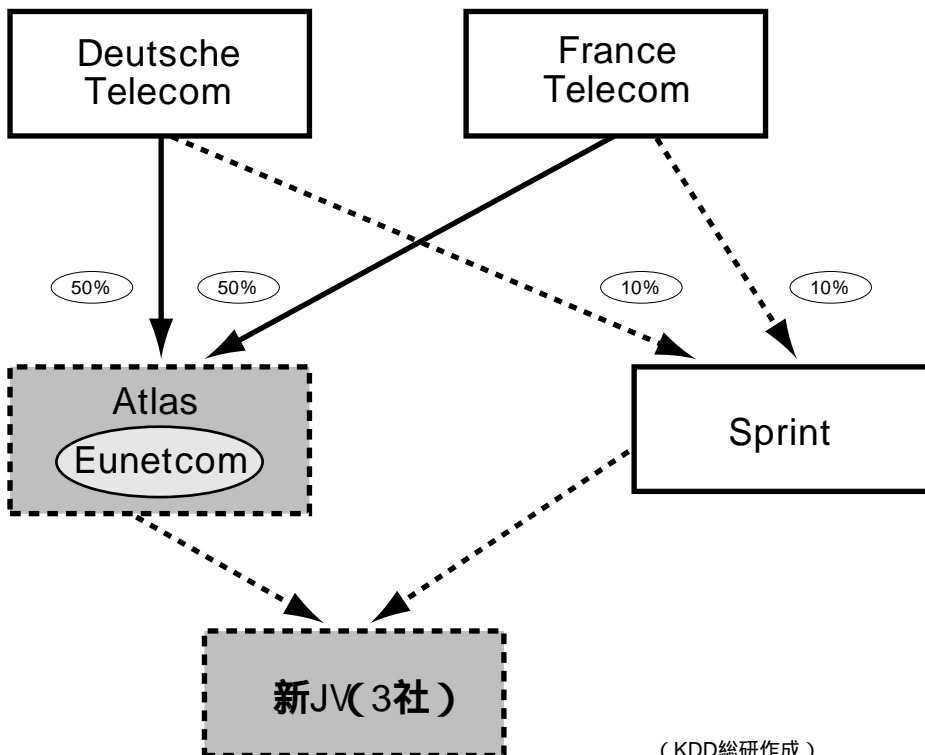 Deutsche
Telecom
France
Telecom
50%
50%
10%
10%
Atlas
Eunetcom
Sprint
新JV(3社)
(KDD総研作成)